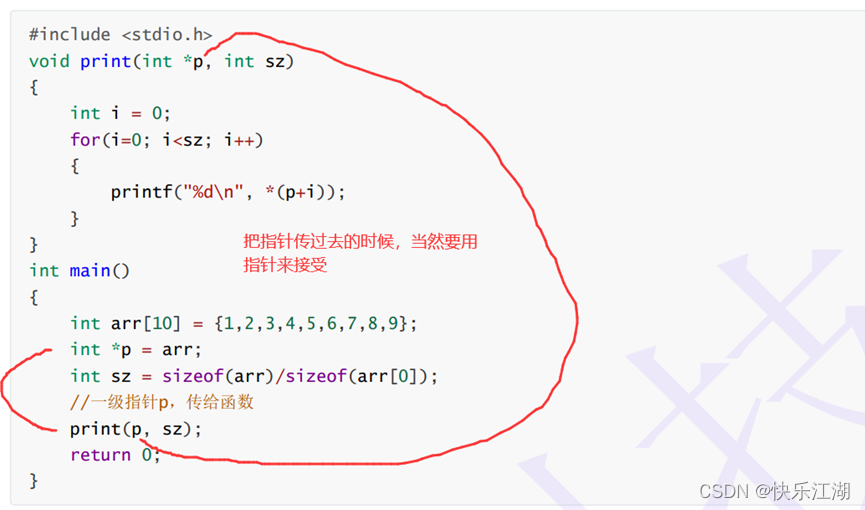 #include <stdio.h>
void print(int *p, int sz)
{
    int i = 0;
    for(i=0; i<sz; i++)
    {
        printf("%d\n", *(p+i));
    }
}
把指针传过去的时候，当然要用
指针来接受
int main()
{
    int arr[10] = {1,2,3,4,5,6,7,8,9};
    int *p = arr;
    int sz = sizeof(arr)/sizeof(arr[0]);
    //一级指针p，传给函数
    print(p, sz);
    return 0;
}
CSDN @快乐江湖